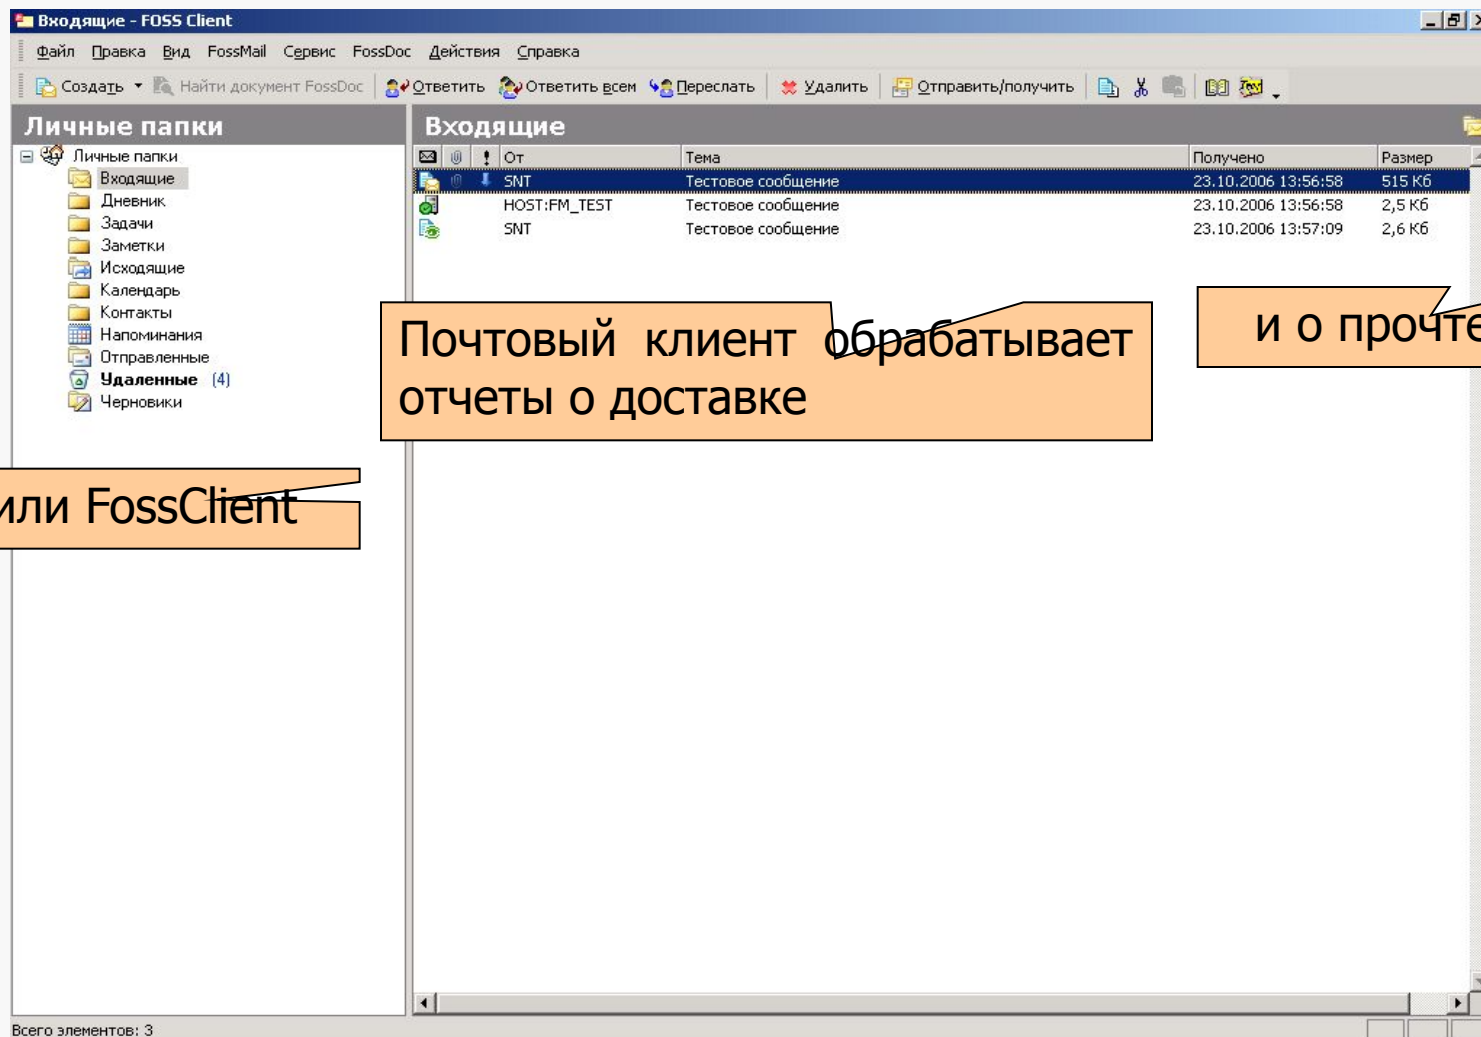 Входящие - FOSS Client
Файл Правка Вид FossMail Сервис FossDoc Действия Справка
Создать Найти документ FossDoc Ответить Ответить всем Переслать Удалить Отправить/получить
Личные папки
Входящие
Личные папки
Входящие
Дневник
Задачи
Заметки
Исходящие
Календарь
Контакты
Напоминания
Отправленные
Удаленные (4)
Черновики
От Тема Получено Размер
SNT Тестовое сообщение 23.10.2006 13:56:58 515 Кб
HOST:FM_TEST Тестовое сообщение 23.10.2006 13:56:58 2,5 Кб
SNT Тестовое сообщение 23.10.2006 13:57:09 2,6 Кб
Почтовый клиент обрабатывает
отчеты о доставке
и о прочте
или FossClient
Всего элементов: 3